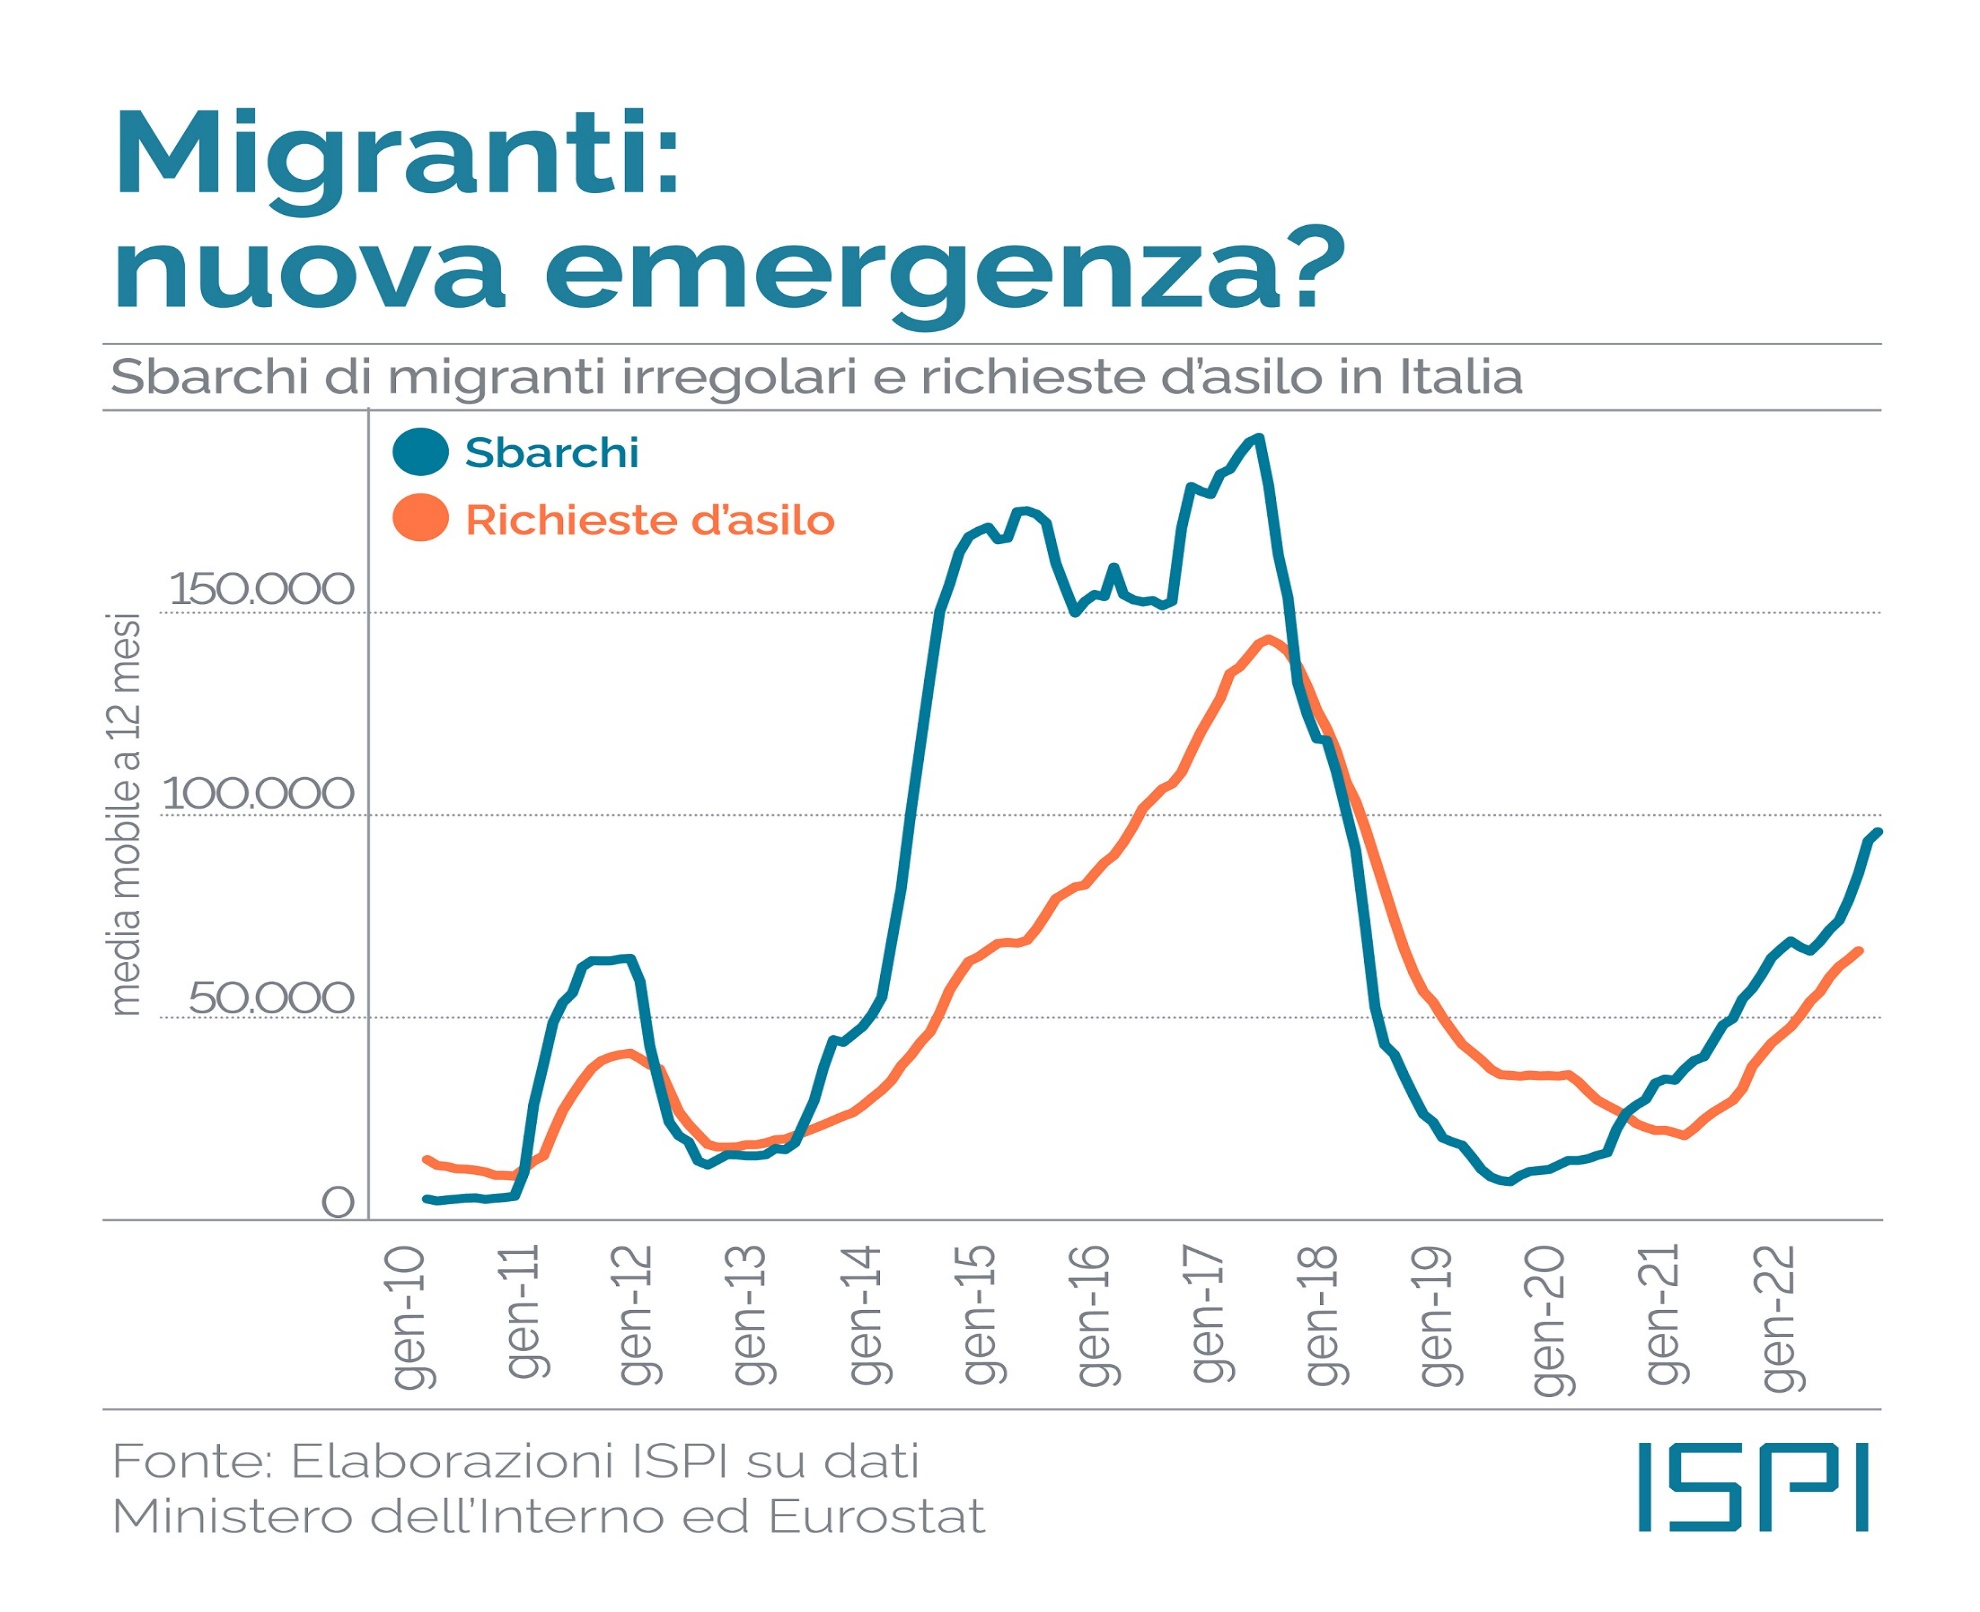 Migranti:
nuova emergenza?
Sbarchi di migranti irregolari e richieste d'asilo in Italia
Sbarchi
Richieste d'asilo
media mobile a 12 mesi
150.000
100.000
50.000
0
gen-10
gen-11
gen-12
gen-13
gen-14
gen-15
gen-16
gen-17
gen-18
gen-19
gen-20
gen-21
gen-22
Fonte: Elaborazioni ISPI su dati
Ministero dell'Interno ed Eurostat
ISPI